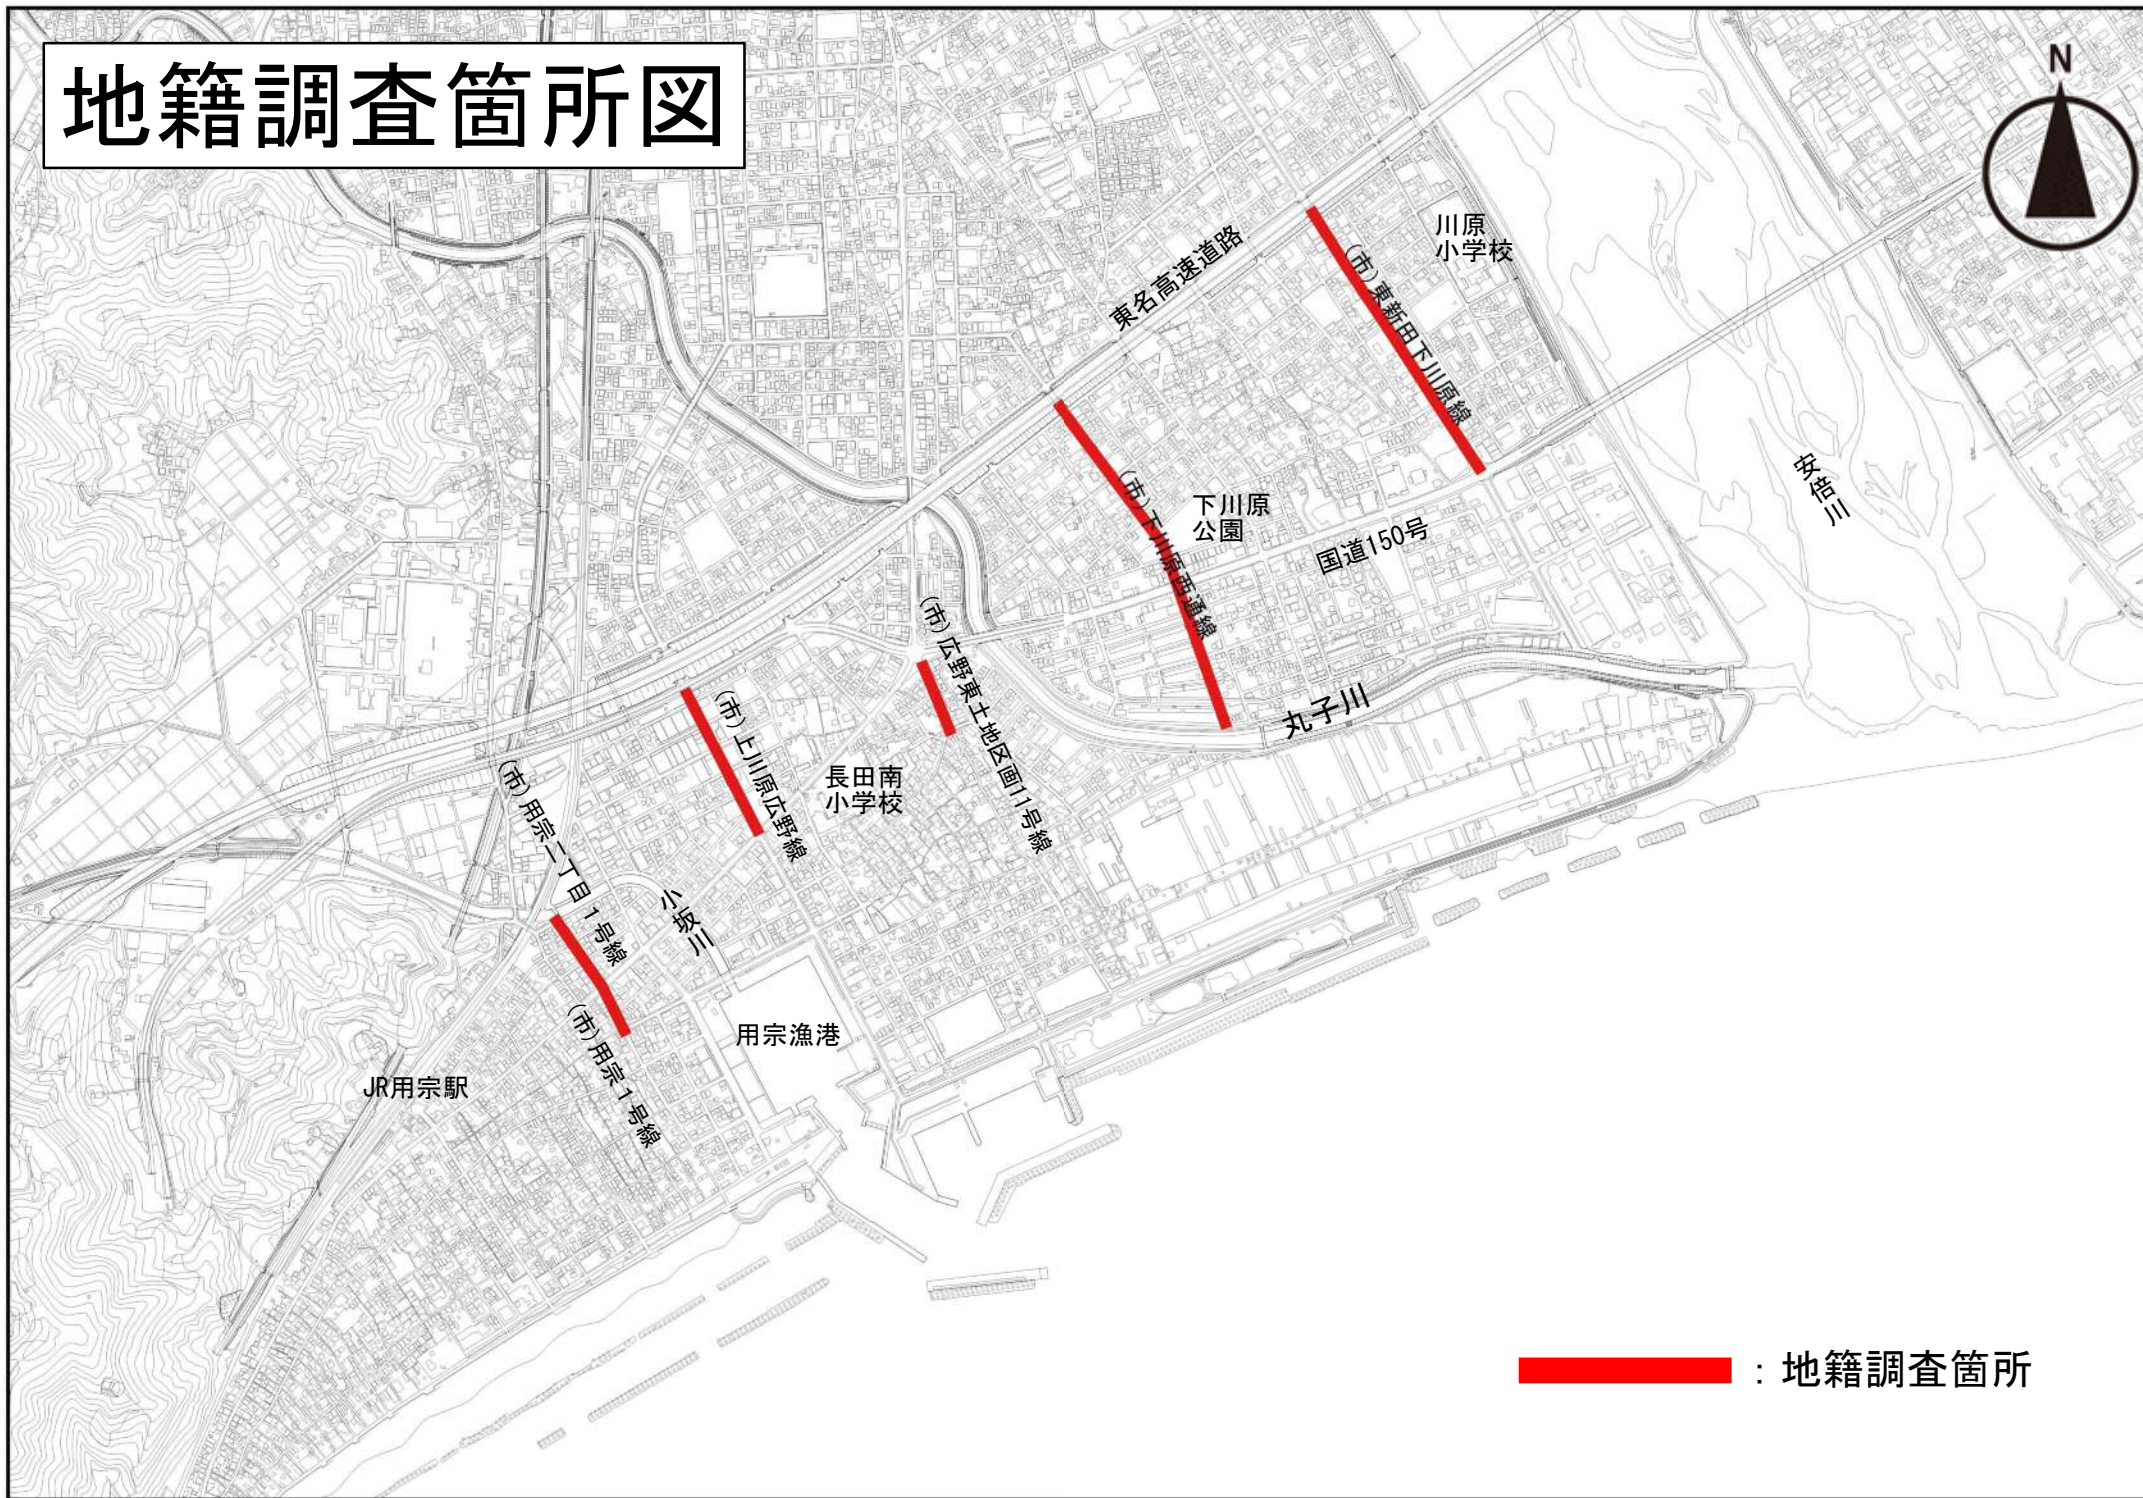 地籍調査箇所図
N
川原
小学校
東名高速道路
(市)東新田下川原線
安倍川
下川原
公園
(市)下川原西通線
国道150号
(市)広野東土地区画11号線
丸子川
(市)上川原広野線
長田南
小学校
(市)用宗二丁目1号線
小坂川
用宗漁港
(市)用宗1号線
JR用宗駅
：地籍調査箇所